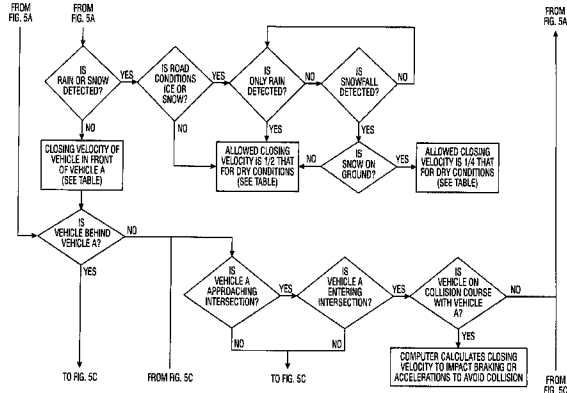 FROM
FIG. 5A
FROM
FIG. 5A
FROM
FIG. 5A
IS
RAIN OR SNOW
DETECTED?
YES
IS ROAD
CONDITIONS
ICE OR
SNOW?
YES
IS
ONLY RAIN
DETECTED?
NO
IS
SNOWFALL
DETECTED?
NO
NO
NO
YES
YES
CLOSING VELOCITY OF
VEHICLE IN FRONT
OF VEHICLE A
(SEE TABLE)
ALLOWED CLOSING
VELOCITY IS 1/2 THAT
FOR DRY CONDITIONS
(SEE TABLE)
NO
IS
SNOW ON
GROUND?
YES
ALLOWED CLOSING
VELOCITY IS 1/4 THAT
FOR DRY CONDITIONS
(SEE TABLE)
IS
VEHICLE BEHIND
VEHICLE A?
NO
YES
IS
VEHICLE A
APPROACHING
INTERSECTION?
YES
IS
VEHICLE A
ENTERING
INTERSECTION?
YES
IS
VEHICLE ON
COLLISION COURSE
WITH VEHICLE
A?
NO
NO
NO
YES
COMPUTER CALCULATES CLOSING
VELOCITY TO IMPACT BRAKING OR
ACCELERATIONS TO AVOID COLLISION
TO FIG. 5C
FROM FIG. 5C
TO FIG. 5C
FROM
FIG. 5C